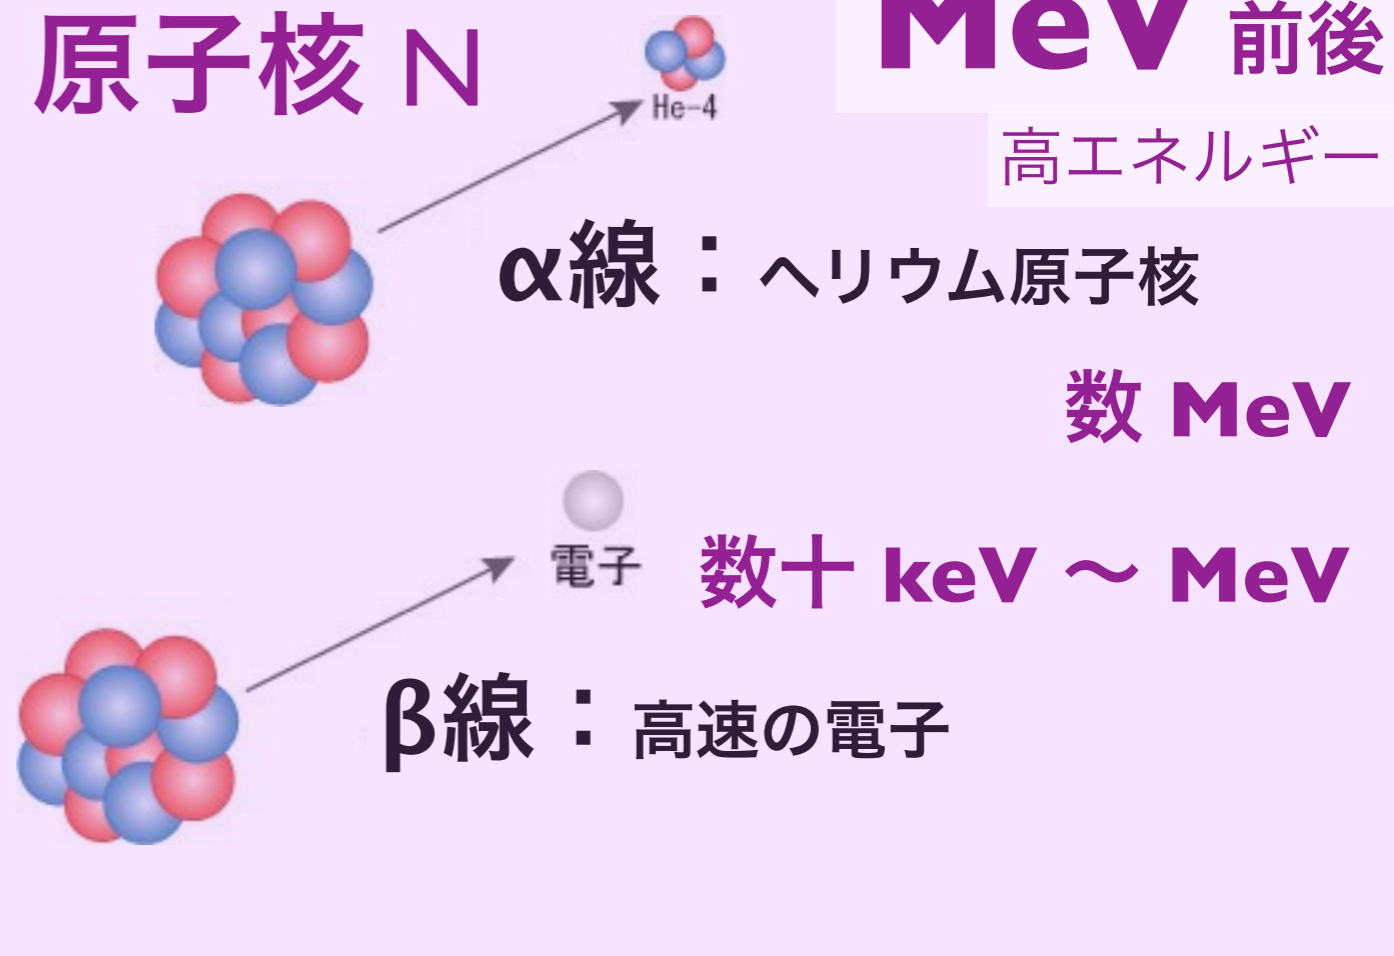 原子核 N
MeV 前後
He-4
高エネルギー
α線：ヘリウム原子核
数 MeV
電子
数十 keV ～ MeV
β線：高速の電子